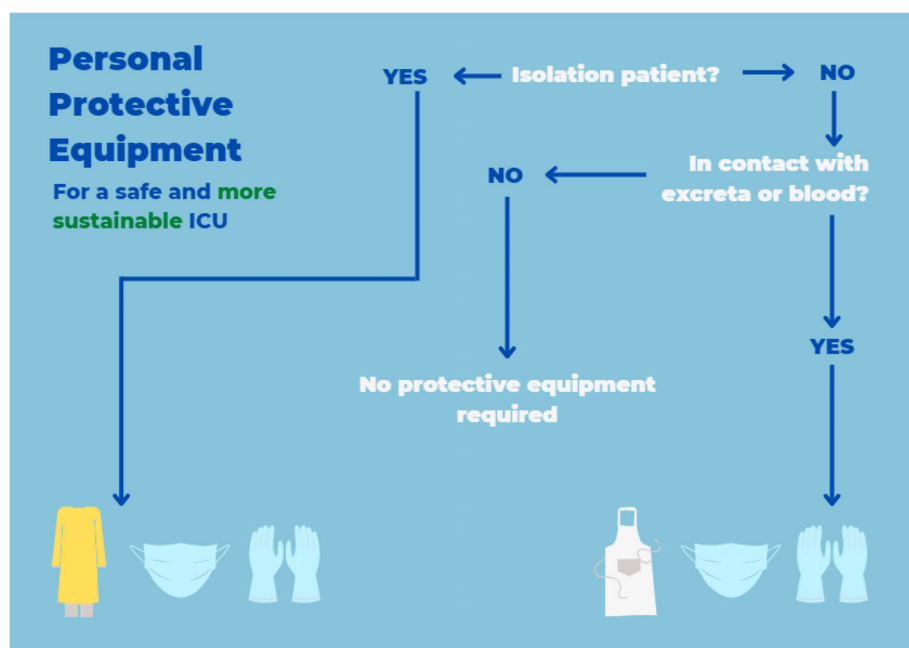 Personal
Protective
Equipment
For a safe and more
sustainable ICU
YES
Isolation patient?
NO
In contact with
excreta or blood?
NO
YES
No protective equipment
required